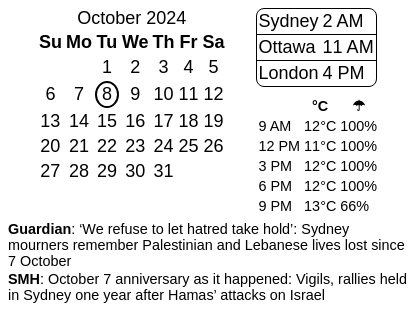 October 2024
Su Mo Tu We Th Fr Sa
1 2 3 4 5
6 7 8 9 10 11 12
13 14 15 16 17 18 19
20 21 22 23 24 25 26
27 28 29 30 31
Sydney 2 AM
Ottawa 11 AM
London 4 PM
°C ☂
9 AM 12°C 100%
12 PM 11°C 100%
3 PM 12°C 100%
6 PM 12°C 100%
9 PM 13°C 66%
Guardian: ‘We refuse to let hatred take hold’: Sydney
mourners remember Palestinian and Lebanese lives lost since
7 October
SMH: October 7 anniversary as it happened: Vigils, rallies held
in Sydney one year after Hamas’ attacks on Israel